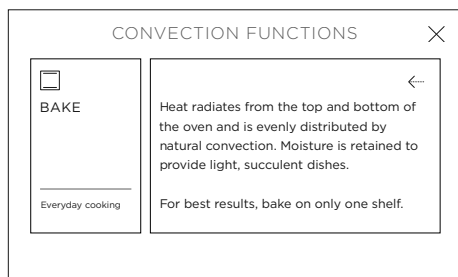 CONVECTION FUNCTIONS
BAKE
Everyday cooking
Heat radiates from the top and bottom of
the oven and is evenly distributed by
natural convection. Moisture is retained to
provide light, succulent dishes.
For best results, bake on only one shelf.